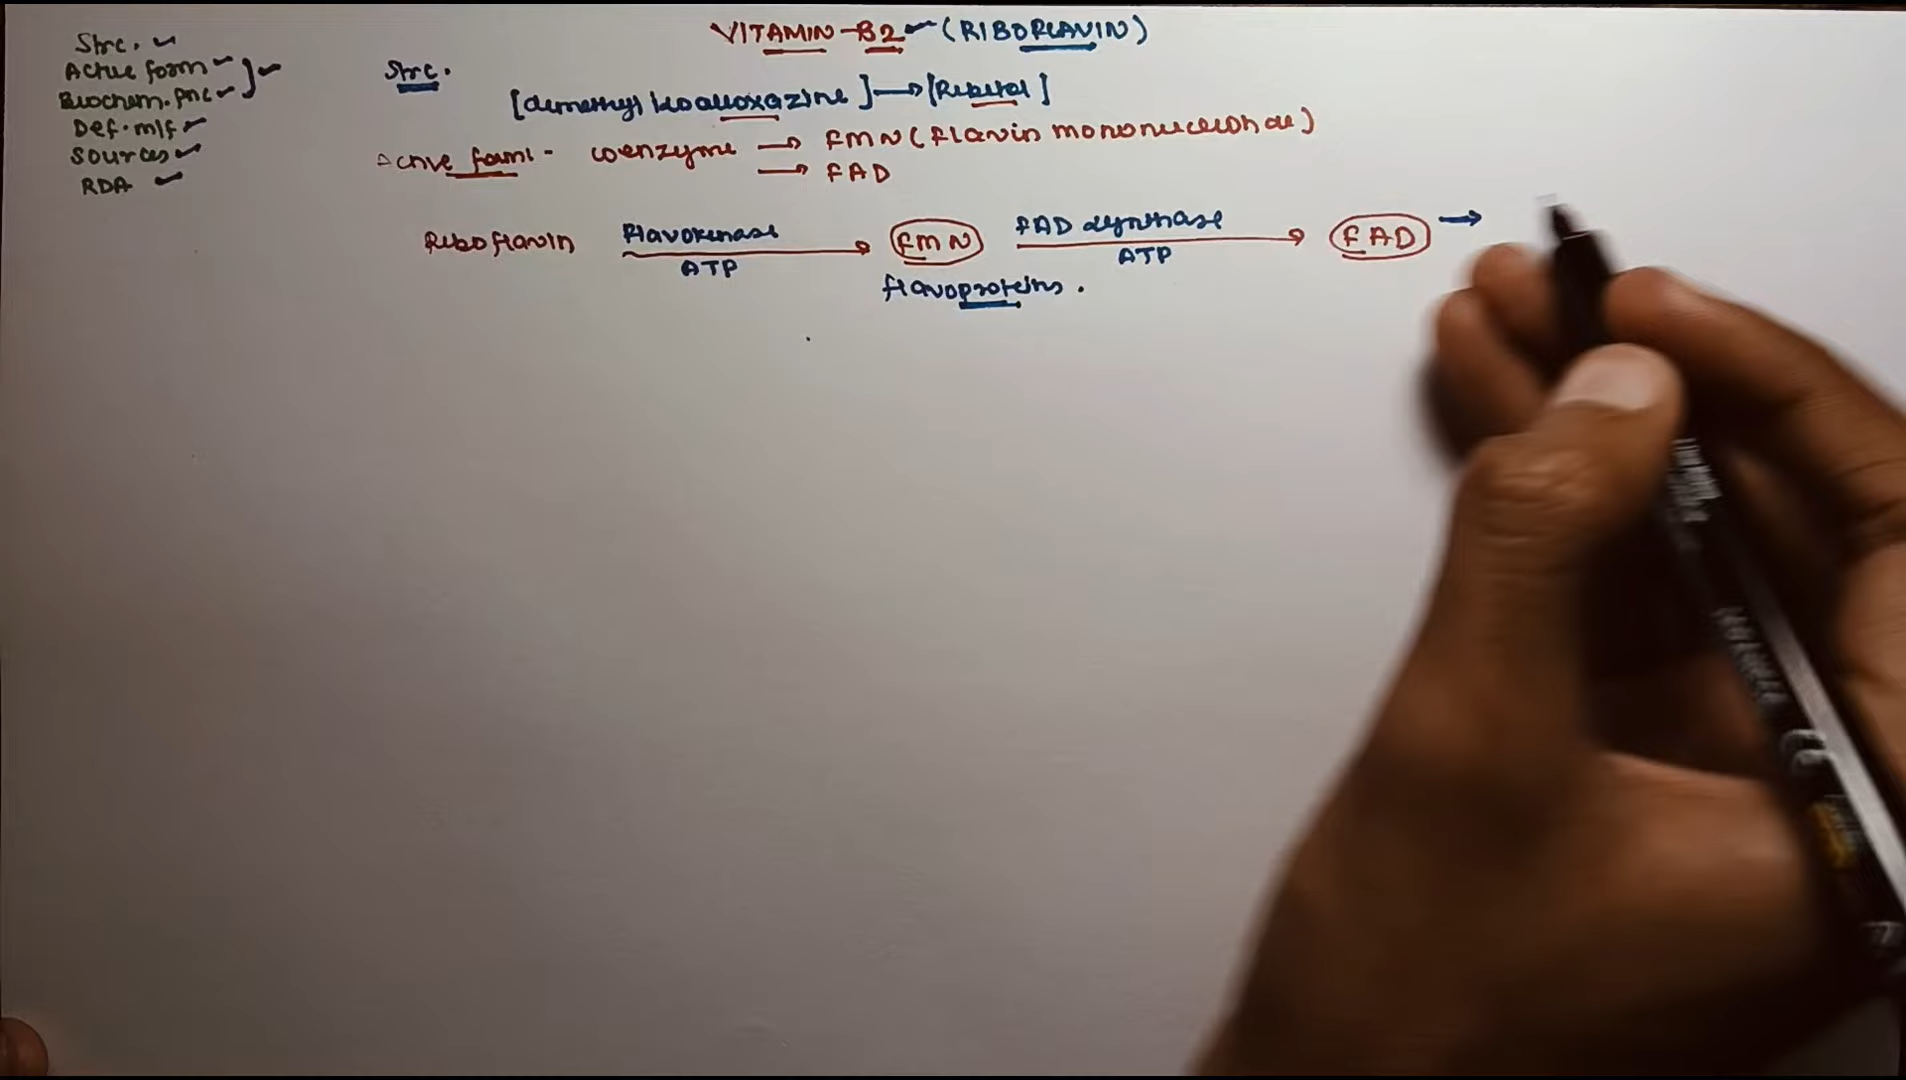 VITAMIN-B2 (RIBOFLAVIN)
Strc.
Active form
Biochem. fnc
Def. mlf
Sources
RDA
Strc.
[dimethyl isoalloxazine] → [Ribitol]
Active form:- coenzyme → FMN (Flavin mononucleotide)
→ FAD
Riboflavin Flavokinase ATP → FMN FAD synthase ATP → FAD →
flavoproteins.